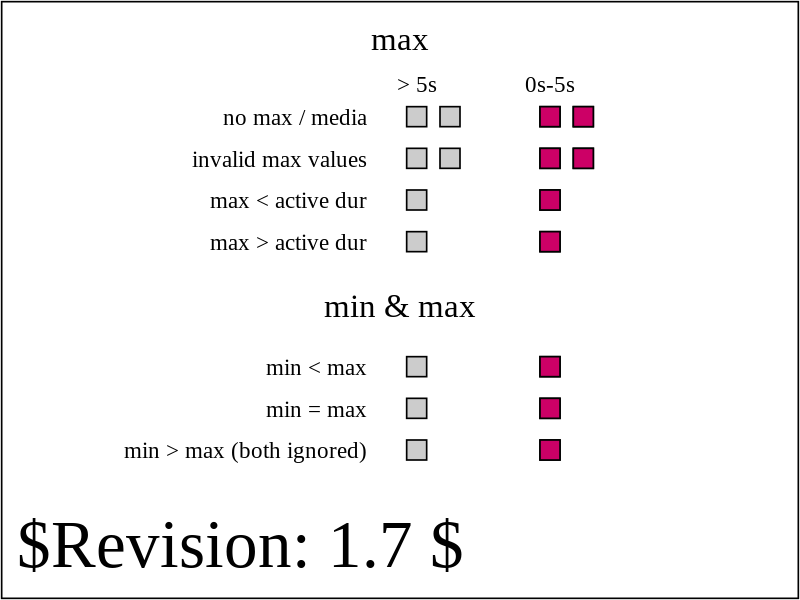 max
> 5s 0s-5s
no max / media
invalid max values
max < active dur
max > active dur
min & max
min < max
min = max
min > max (both ignored)
$Revision: 1.7 $